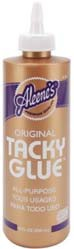 Aleene's
ORIGINAL
TACKY GLUE
ALL-PURPOSE
TOUS USAGES
PARA TODO USO